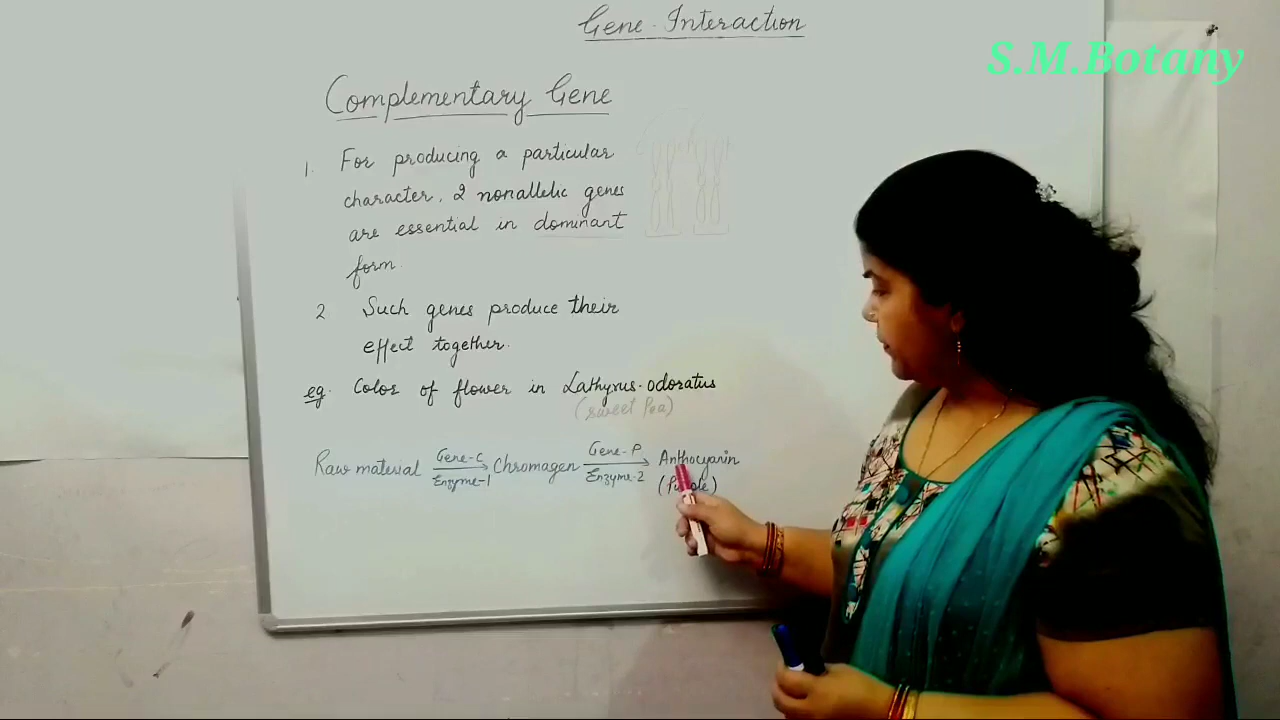 Gene-Interaction
S.M.Botany
Complementary Gene
1. For producing a particular
character, 2 nonallelic genes
are essential in dominant
form.
2 Such genes produce their
effect together.
eg. Color of flower in Lathyrus-odoratus
(sweet Pea)
Raw material Gene-C Enzyme-1 Chromagen Gene-P Enzyme-2 Anthocyanin
(Purple)